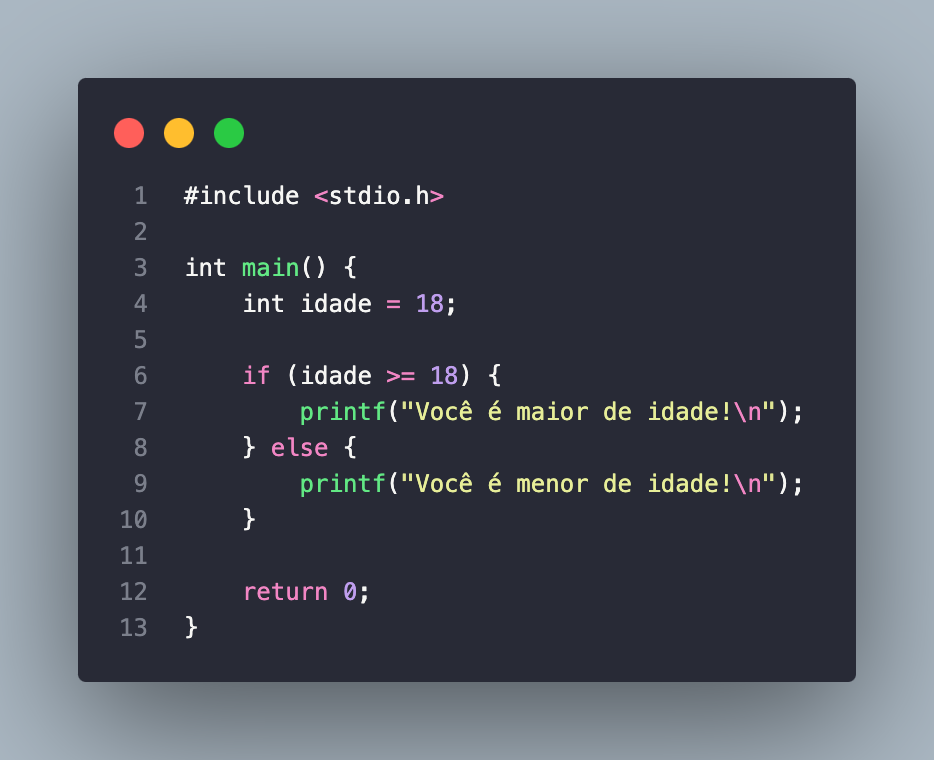 1 #include <stdio.h>
2
3 int main() {
4     int idade = 18;
5
6     if (idade >= 18) {
7         printf("Você é maior de idade!\n");
8     } else {
9         printf("Você é menor de idade!\n");
10     }
11
12     return 0;
13 }